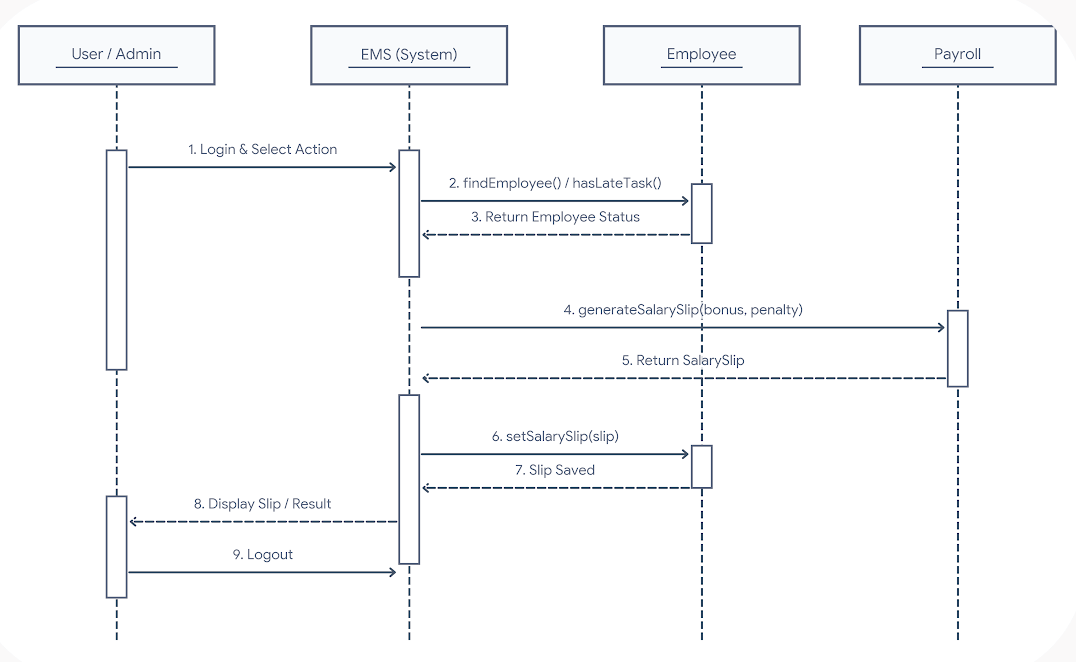 User / Admin
EMS (System)
Employee
Payroll
1. Login & Select Action
2. findEmployee() / hasLateTask()
3. Return Employee Status
4. generateSalarySlip(bonus, penalty)
5. Return SalarySlip
6. setSalarySlip(slip)
7. Slip Saved
8. Display Slip / Result
9. Logout